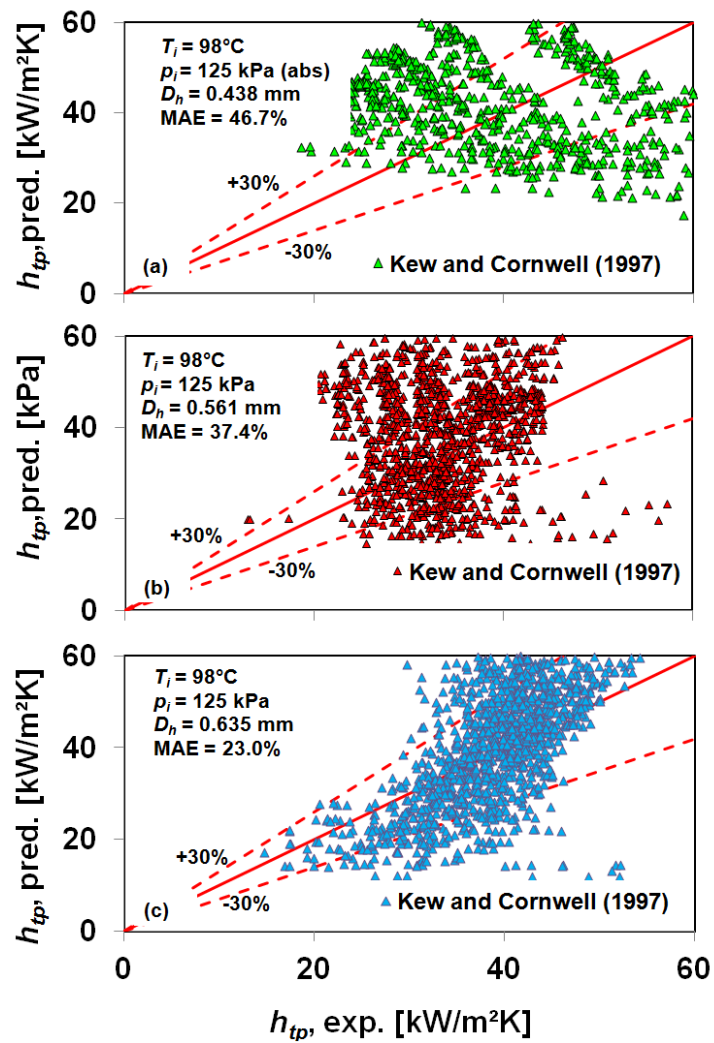 60
40
20
0
h_tp,pred. [kW/m²K]
T_i = 98°C
p_i = 125 kPa (abs)
D_h = 0.438 mm
MAE = 46.7%
+30%
-30%
(a)
Kew and Cornwell (1997)
60
40
20
0
h_tp,pred. [kPa]
T_i = 98°C
p_i = 125 kPa
D_h = 0.561 mm
MAE = 37.4%
+30%
-30%
(b)
Kew and Cornwell (1997)
60
40
20
0
h_tp, pred. [kW/m²K]
T_i = 98°C
p_i = 125 kPa
D_h = 0.635 mm
MAE = 23.0%
+30%
-30%
(c)
Kew and Cornwell (1997)
0 20 40 60
h_tp, exp. [kW/m²K]